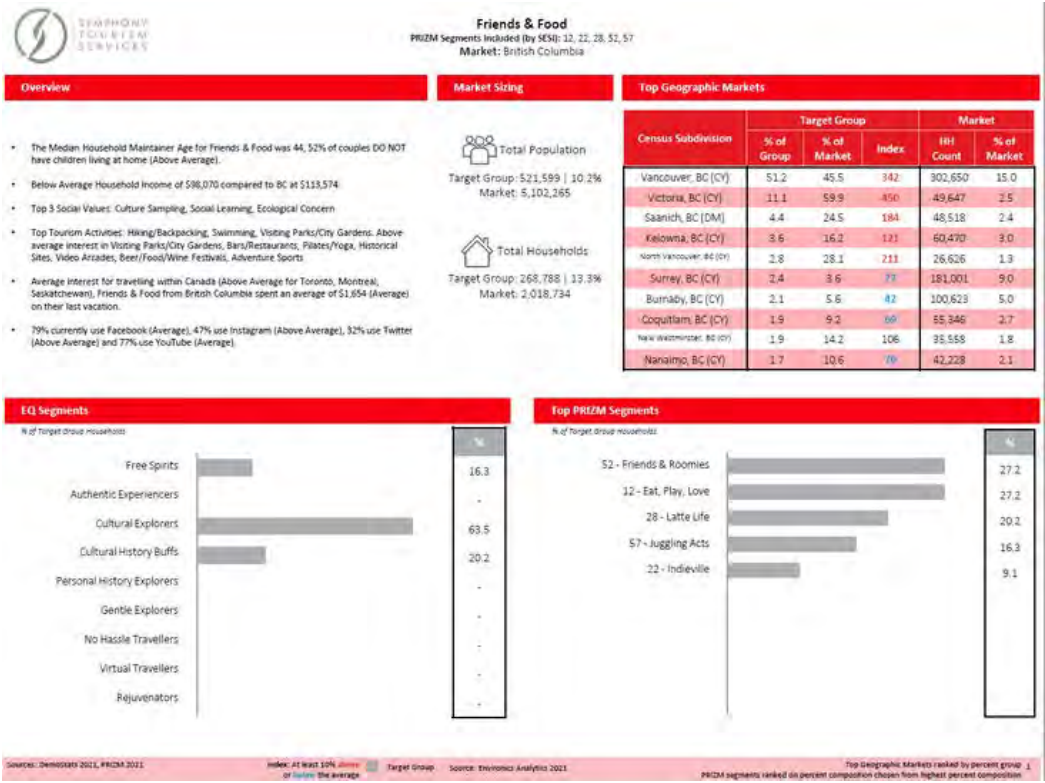 SYMPHONY
TOURISM
SERVICES
Friends & Food
PRIZM Segments Included (by SESI): 12, 22, 28, 52, 57
Market: British Columbia
Overview
• The Median Household Maintainer Age for Friends & Food was 44, 52% of couples DO NOT
have children living at home (Above Average).
• Below Average Household Income of $98,070 compared to BC at $113,574
• Top 3 Social Values: Culture Sampling, Social Learning, Ecological Concern
• Top Tourism Activities: Hiking/Backpacking, Swimming, Visiting Parks/City Gardens. Above
average interest in Visiting Parks/City Gardens, Bars/Restaurants, Pilates/Yoga, Historical
Sites, Video Arcades, Beer/Food/Wine Festivals, Adventure Sports
• Average interest for travelling within Canada (Above Average for Toronto, Montreal,
Saskatchewan), Friends & Food from British Columbia spent an average of $1,654 (Average)
on their last vacation.
• 79% currently use Facebook (Average), 47% use Instagram (Above Average), 32% use Twitter
(Above Average) and 77% use YouTube (Average).
Market Sizing
Total Population
Target Group: 521,599 | 10.2%
Market: 5,102,265
Total Households
Target Group: 268,788 | 13.3%
Market: 2,018,734
Top Geographic Markets
Target Group Market
Census Subdivision % of Group % of Market Index HH Count % of Market
Vancouver, BC (CY) 51.2 45.5 342 302,650 15.0
Victoria, BC (CY) 11.1 59.9 450 49,647 2.5
Saanich, BC (DM) 4.4 24.5 184 48,518 2.4
Kelowna, BC (CY) 3.6 16.2 121 60,470 3.0
North Vancouver, BC (CY) 2.8 28.1 211 26,626 1.3
Surrey, BC (CY) 2.4 3.6 27 181,001 9.0
Burnaby, BC (CY) 2.1 5.6 42 100,623 5.0
Coquitlam, BC (CY) 1.9 9.2 69 55,346 2.7
New Westminster, BC (CY) 1.9 14.2 106 35,558 1.8
Nanaimo, BC (CY) 1.7 10.6 79 42,228 2.1
EQ Segments
% of Target Group Households
%
Free Spirits 16.3
Authentic Experiencers -
Cultural Explorers 63.5
Cultural History Buffs 20.2
Personal History Explorers -
Gentle Explorers -
No Hassle Travellers -
Virtual Travellers -
Rejuvenators -
Top PRIZM Segments
% of Target Group Households
%
52 - Friends & Roomies 27.2
12 - Eat, Play, Love 27.2
28 - Latte Life 20.2
57 - Juggling Acts 16.3
22 - Indieville 9.1
Sources: DemoStats 2021, PRIZM 2021
Index: At least 10% above
or below the average
Target Group
Source: Environics Analytics 2021
Top Geographic Markets ranked by percent group 1
PRIZM segments ranked on percent composition chosen from highest percent composition